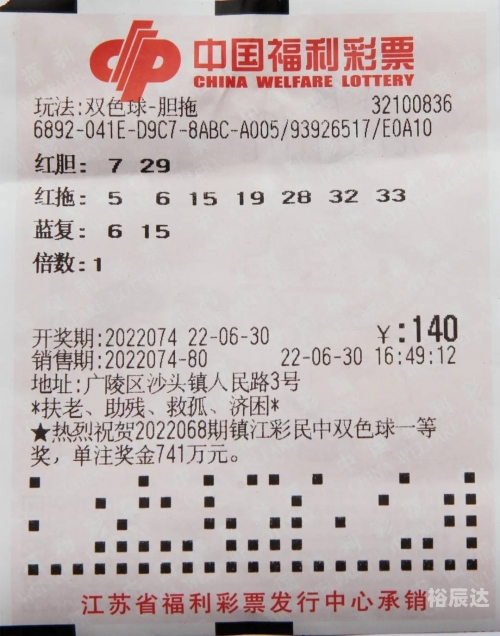 中国福利彩票
CHINA WELFARE LOTTERY
玩法:双色球-胆拖 32100836
6892-041E-D9C7-8ABC-A005/93926517/E0A10
红胆: 7 29
红拖: 5 6 15 19 28 32 33
蓝复: 6 15
倍数:1
开奖期:2022074 22-06-30 ¥:140
销售期:2022074-80 22-06-30 16:49:12
地址:广陵区沙头镇人民路3号
*扶老、助残、救孤、济困*
★热烈祝贺2022068期镇江彩民中双色球一等
奖，单注奖金741万元。
江苏省福利彩票发行中心承销
裕辰达